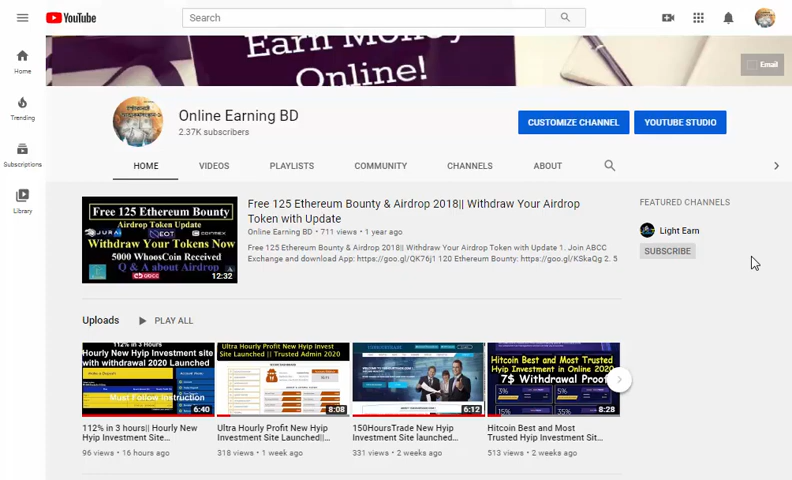 YouTube
Search
Earn Money
Online!
Email
Online Earning BD
2.37K subscribers
CUSTOMIZE CHANNEL
YOUTUBE STUDIO
Home
Trending
Subscriptions
Library
HOME
VIDEOS
PLAYLISTS
COMMUNITY
CHANNELS
ABOUT
Free 125 Ethereum Bounty
Airdrop Token Update
Withdraw Your Tokens Now
5000 WhoosCoin Received
Q & A about Airdrop
12:32
Free 125 Ethereum Bounty & Airdrop 2018|| Withdraw Your Airdrop
Token with Update
Online Earning BD • 711 views • 1 year ago
Free 125 Ethereum Bounty & Airdrop 2018|| Withdraw Your Airdrop Token with Update 1. Join ABCC
Exchange and download App: https://goo.gl/QK76j1 120 Ethereum Bounty: https://goo.gl/KSkaQg 2. 5
FEATURED CHANNELS
Light Earn
SUBSCRIBE
Uploads
PLAY ALL
112% in 3 hours||
Hourly New Hyip Investment site
with withdrawal 2020 Launched
Must Follow Instruction
6:40
Ultra Hourly Profit New Hyip Invest
Site Launched || Trusted Admin 2020
8:08
6:12
Hitcoin Best and Most Trusted
Hyip Investment in Online 2020
7$ Withdrawal Proof
8:28
112% in 3 hours|| Hourly New
Hyip Investment Site...
96 views • 16 hours ago
Ultra Hourly Profit New Hyip
Investment Site Launched||...
318 views • 1 week ago
150HoursTrade New Hyip
Investment Site launched...
331 views • 2 weeks ago
Hitcoin Best and Most
Trusted Hyip Investment Sit...
513 views • 2 weeks ago